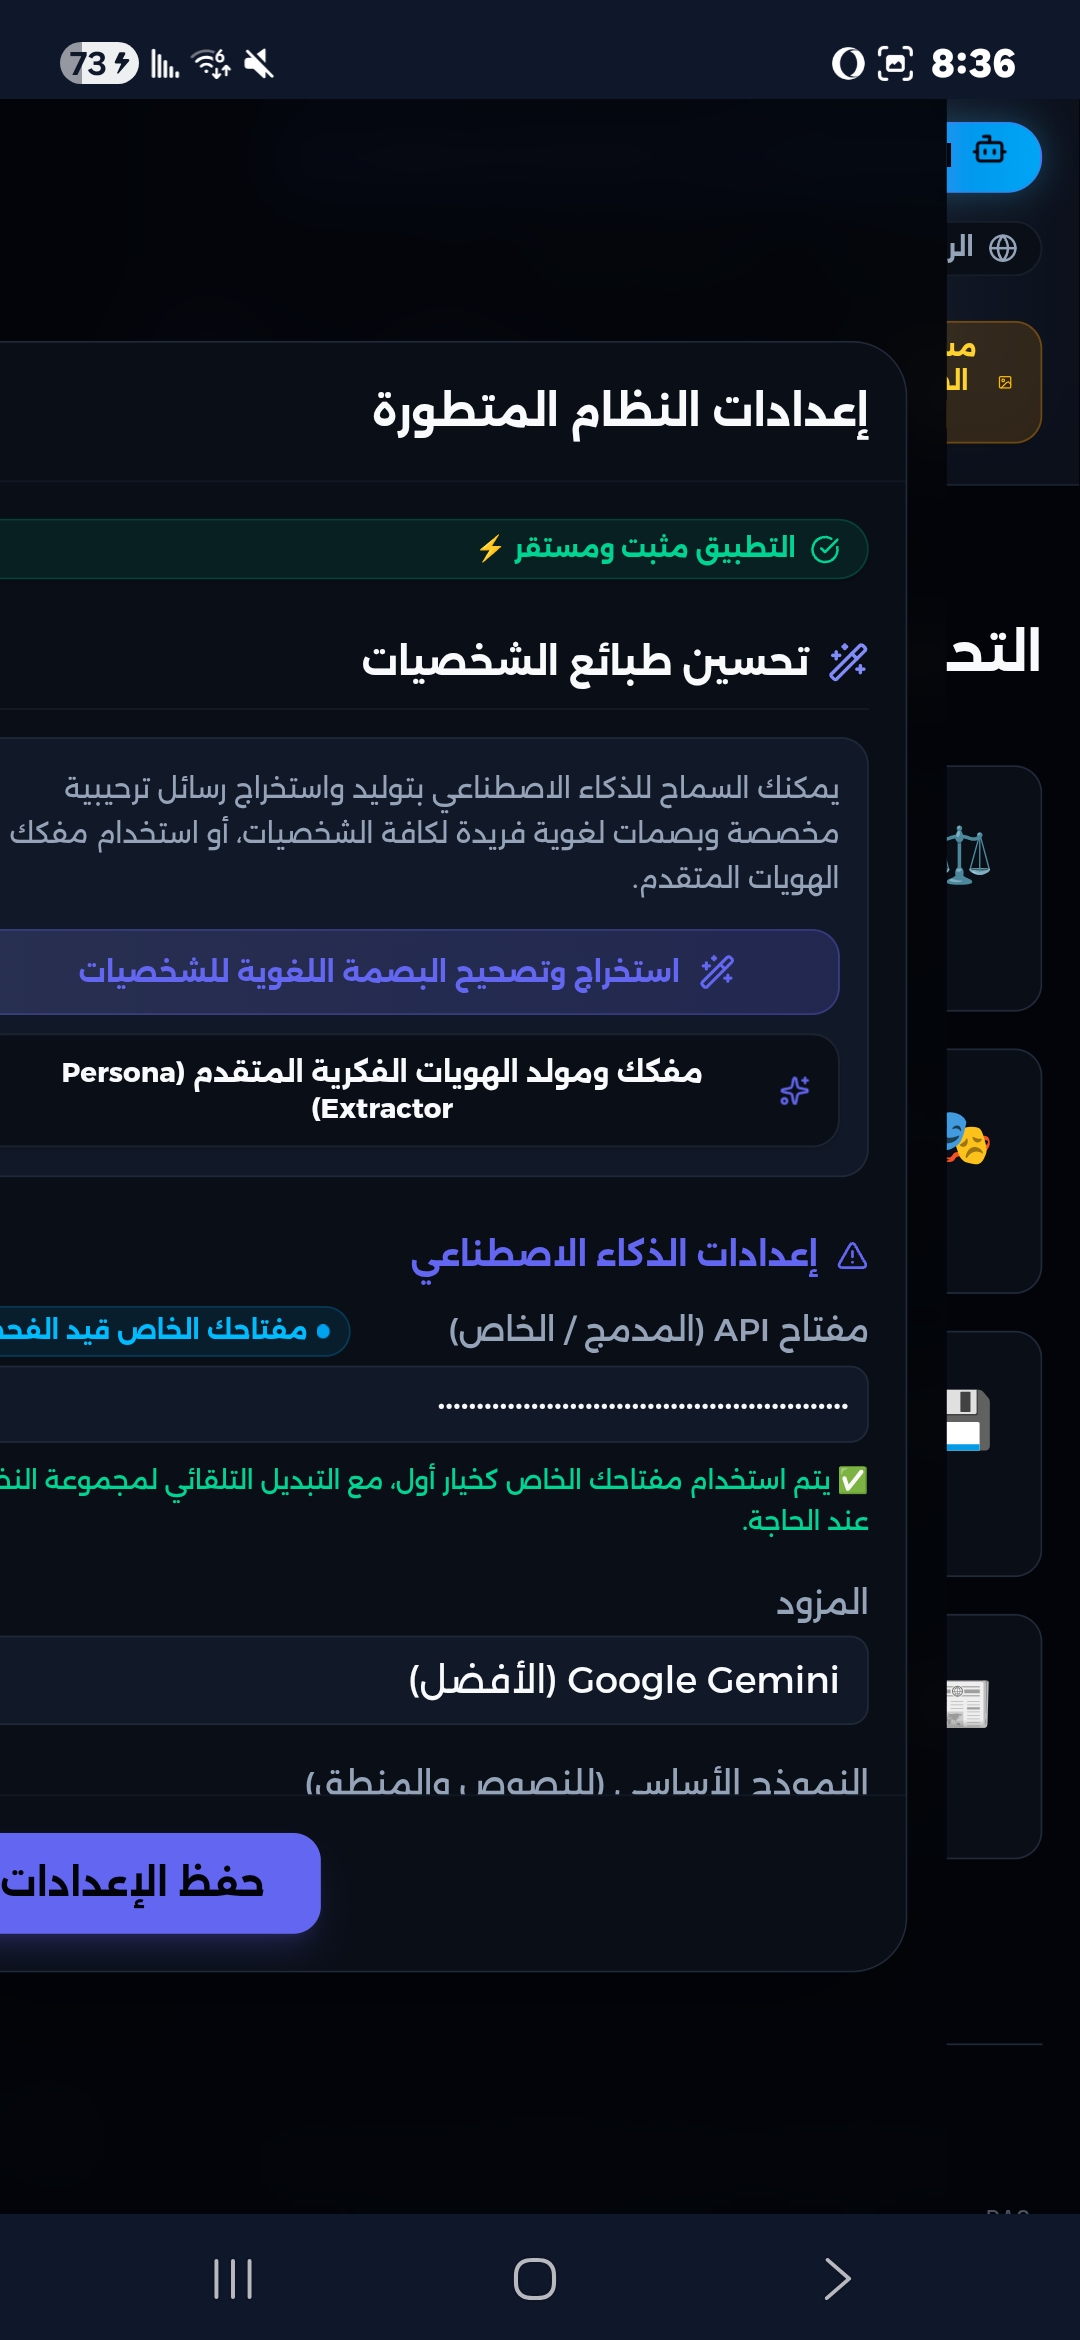 73
6
8:36
إعدادات النظام المتطورة
التطبيق مثبت ومستقر ⚡
تحسين طبائع الشخصيات
يمكنك السماح للذكاء الاصطناعي بتوليد واستخراج رسائل ترحيبية
مخصصة وبصمات لغوية فريدة لكافة الشخصيات، أو استخدام مفكك
الهويات المتقدم.
استخراج وتصحيح البصمة اللغوية للشخصيات
مفكك ومولد الهويات الفكرية المتقدم (Persona
Extractor)
إعدادات الذكاء الاصطناعي
مفتاح API (المدمج / الخاص)
مفتاحك الخاص قيد
✅ يتم استخدام مفتاحك الخاص كخيار أول، مع التبديل التلقائي لمجموعة
عند الحاجة.
المزود
Google Gemini (الأفضل)
النموذج الأساسي (للنصوص والمنطق)
حفظ الإعدادات